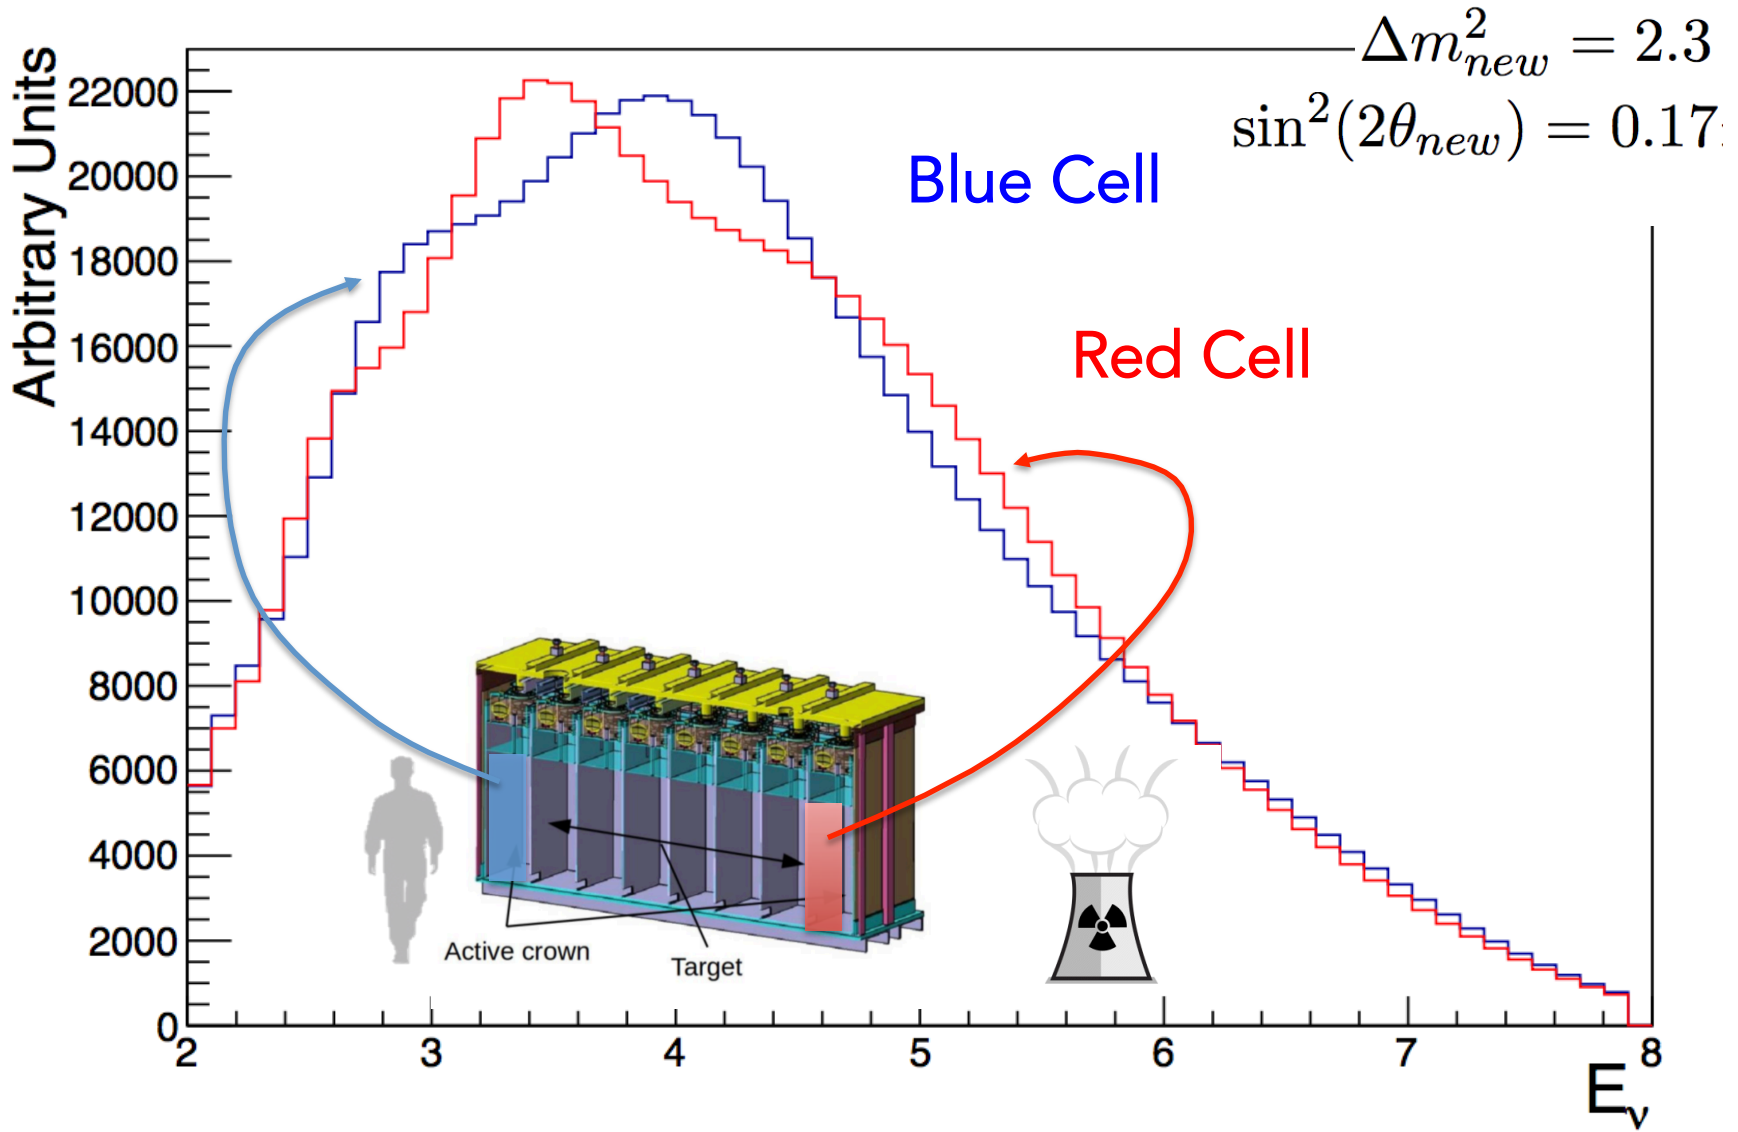 Δm²new = 2.3
sin²(2θnew) = 0.17
Arbitrary Units
22000
20000
18000
16000
14000
12000
10000
8000
6000
4000
2000
0
Blue Cell
Red Cell
Active crown
Target
2 3 4 5 6 7 8
Eν